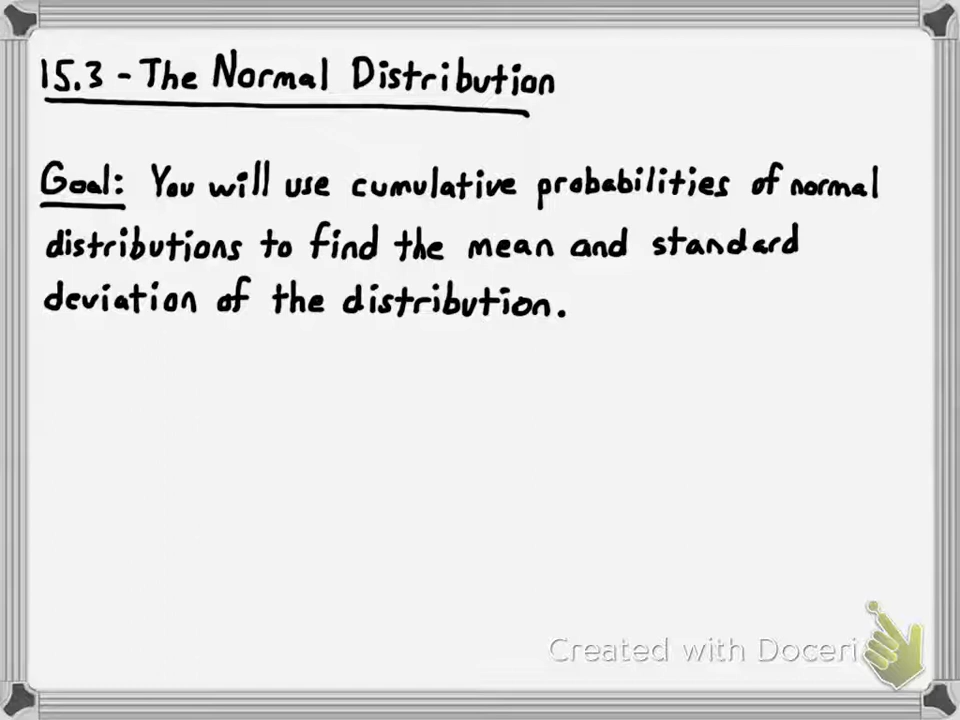 15.3 - The Normal Distribution
Goal: You will use cumulative probabilities of normal
distributions to find the mean and standard
deviation of the distribution.
Created with Doceri